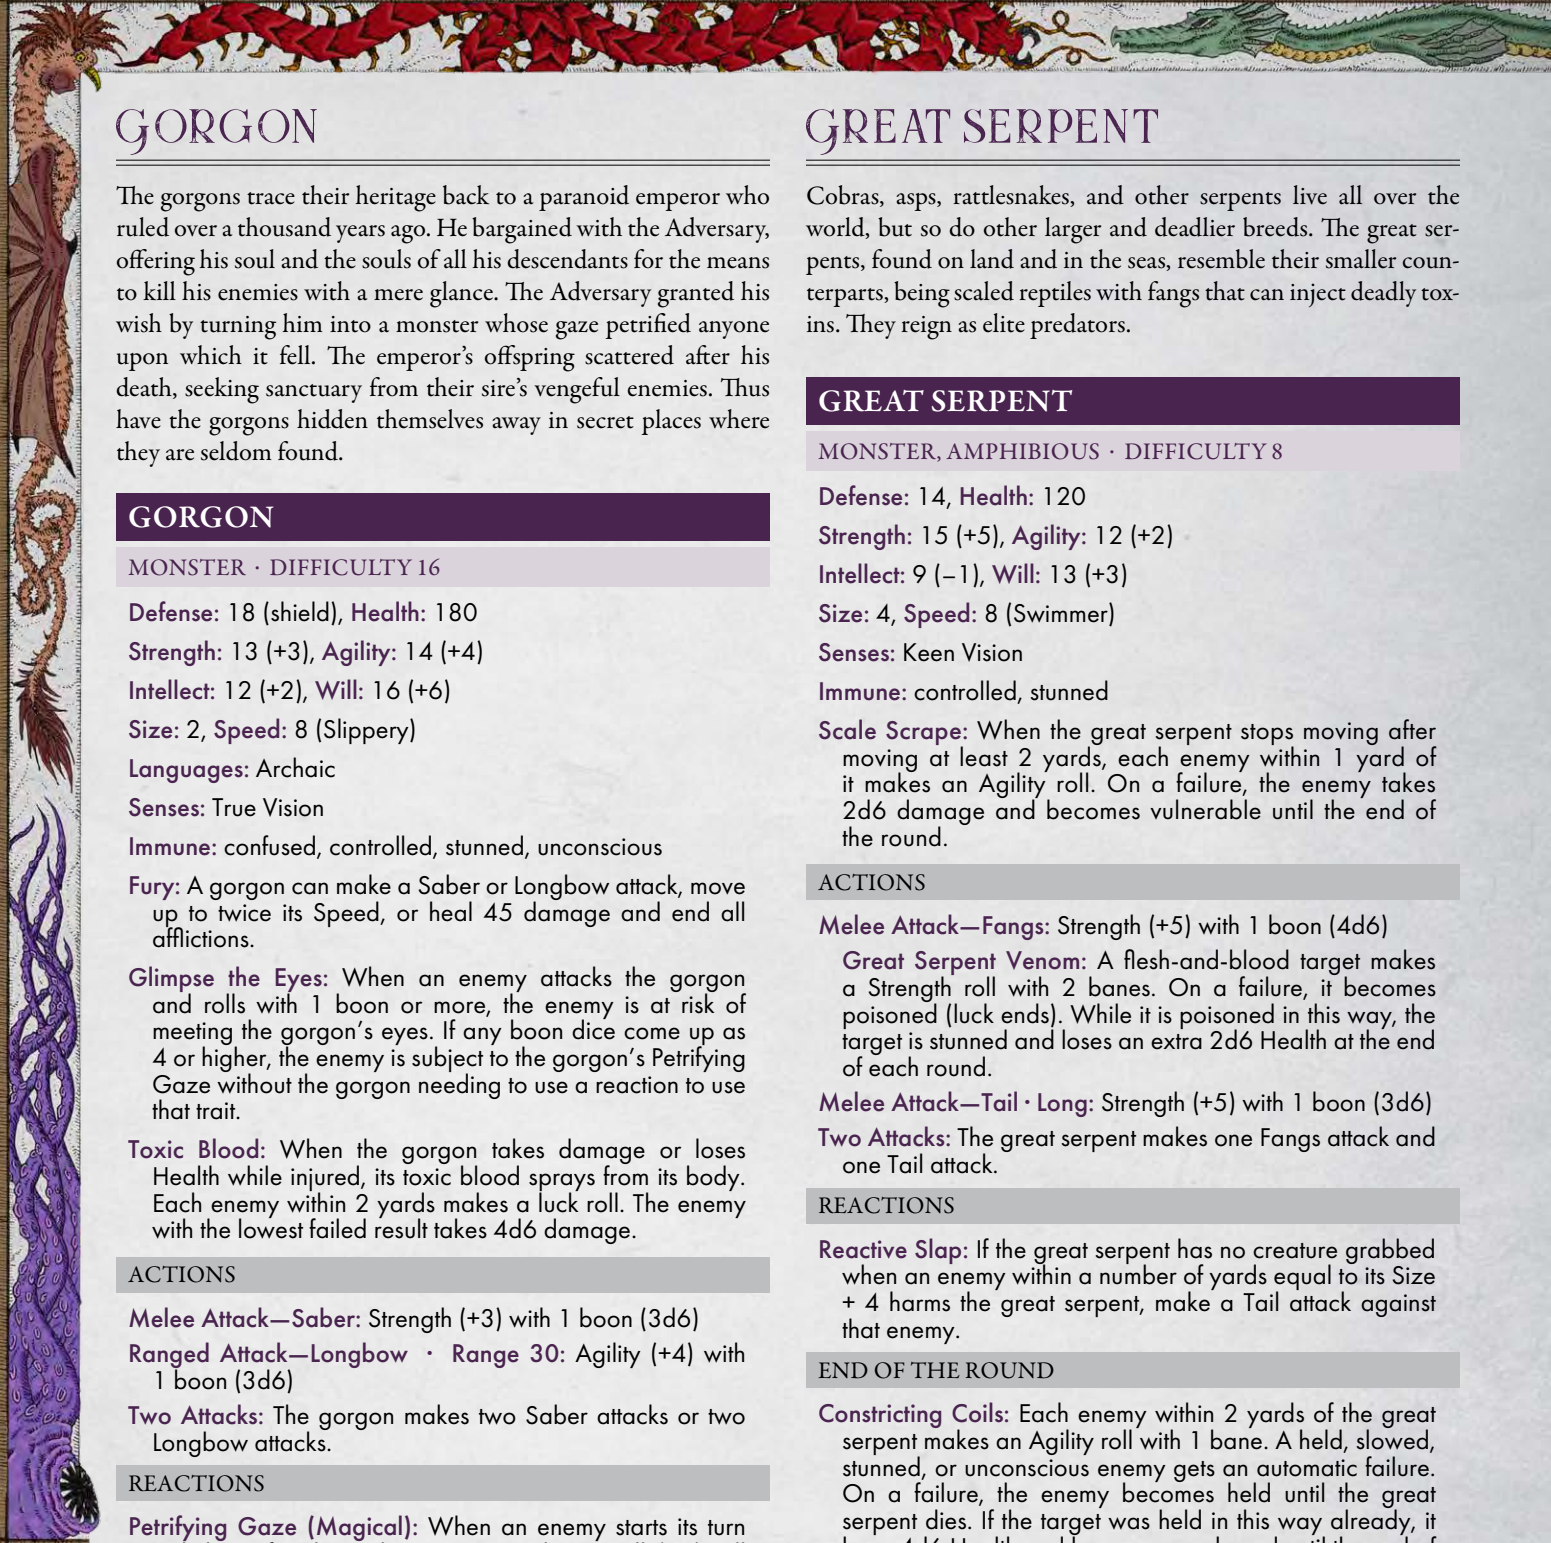 GORGON
The gorgons trace their heritage back to a paranoid emperor who
ruled over a thousand years ago. He bargained with the Adversary,
offering his soul and the souls of all his descendants for the means
to kill his enemies with a mere glance. The Adversary granted his
wish by turning him into a monster whose gaze petrified anyone
upon which it fell. The emperor's offspring scattered after his
death, seeking sanctuary from their sire's vengeful enemies. Thus
have the gorgons hidden themselves away in secret places where
they are seldom found.
GORGON
MONSTER · DIFFICULTY 16
Defense: 18 (shield), Health: 180
Strength: 13 (+3), Agility: 14 (+4)
Intellect: 12 (+2), Will: 16 (+6)
Size: 2, Speed: 8 (Slippery)
Languages: Archaic
Senses: True Vision
Immune: confused, controlled, stunned, unconscious
Fury: A gorgon can make a Saber or Longbow attack, move
up to twice its Speed, or heal 45 damage and end all
afflictions.
Glimpse the Eyes: When an enemy attacks the gorgon
and rolls with 1 boon or more, the enemy is at risk of
meeting the gorgon's eyes. If any boon dice come up as
4 or higher, the enemy is subject to the gorgon's Petrifying
Gaze without the gorgon needing to use a reaction to use
that trait.
Toxic Blood: When the gorgon takes damage or loses
Health while injured, its toxic blood sprays from its body.
Each enemy within 2 yards makes a luck roll. The enemy
with the lowest failed result takes 4d6 damage.
ACTIONS
Melee Attack—Saber: Strength (+3) with 1 boon (3d6)
Ranged Attack—Longbow · Range 30: Agility (+4) with
1 boon (3d6)
Two Attacks: The gorgon makes two Saber attacks or two
Longbow attacks.
REACTIONS
Petrifying Gaze (Magical): When an enemy starts its turn
GREAT SERPENT
Cobras, asps, rattlesnakes, and other serpents live all over the
world, but so do other larger and deadlier breeds. The great ser-
pents, found on land and in the seas, resemble their smaller coun-
terparts, being scaled reptiles with fangs that can inject deadly tox-
ins. They reign as elite predators.
GREAT SERPENT
MONSTER, AMPHIBIOUS · DIFFICULTY 8
Defense: 14, Health: 120
Strength: 15 (+5), Agility: 12 (+2)
Intellect: 9 (−1), Will: 13 (+3)
Size: 4, Speed: 8 (Swimmer)
Senses: Keen Vision
Immune: controlled, stunned
Scale Scrape: When the great serpent stops moving after
moving at least 2 yards, each enemy within 1 yard of
it makes an Agility roll. On a failure, the enemy takes
2d6 damage and becomes vulnerable until the end of
the round.
ACTIONS
Melee Attack—Fangs: Strength (+5) with 1 boon (4d6)
Great Serpent Venom: A flesh-and-blood target makes
a Strength roll with 2 banes. On a failure, it becomes
poisoned (luck ends). While it is poisoned in this way, the
target is stunned and loses an extra 2d6 Health at the end
of each round.
Melee Attack—Tail · Long: Strength (+5) with 1 boon (3d6)
Two Attacks: The great serpent makes one Fangs attack and
one Tail attack.
REACTIONS
Reactive Slap: If the great serpent has no creature grabbed
when an enemy within a number of yards equal to its Size
+ 4 harms the great serpent, make a Tail attack against
that enemy.
END OF THE ROUND
Constricting Coils: Each enemy within 2 yards of the great
serpent makes an Agility roll with 1 bane. A held, slowed,
stunned, or unconscious enemy gets an automatic failure.
On a failure, the enemy becomes held until the great
serpent dies. If the target was held in this way already, it